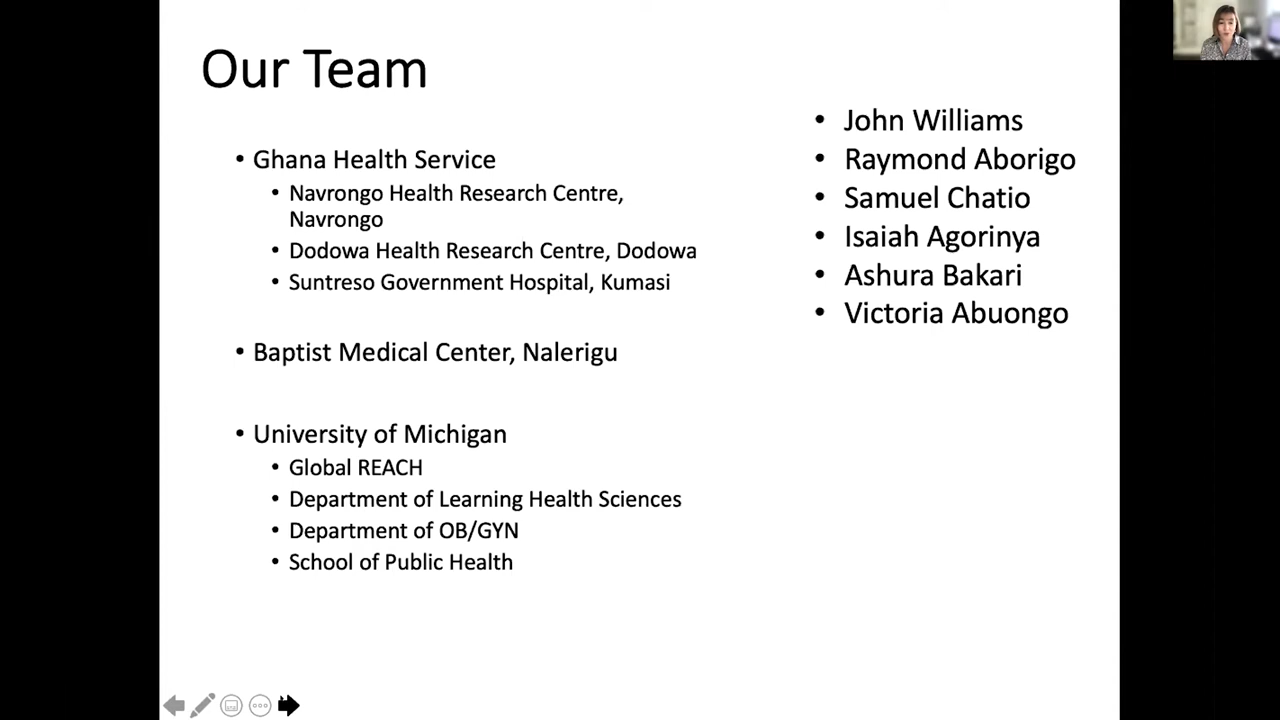 Our Team
• Ghana Health Service
• Navrongo Health Research Centre,
Navrongo
• Dodowa Health Research Centre, Dodowa
• Suntreso Government Hospital, Kumasi
• Baptist Medical Center, Nalerigu
• University of Michigan
• Global REACH
• Department of Learning Health Sciences
• Department of OB/GYN
• School of Public Health
• John Williams
• Raymond Aborigo
• Samuel Chatio
• Isaiah Agorinya
• Ashura Bakari
• Victoria Abuongo